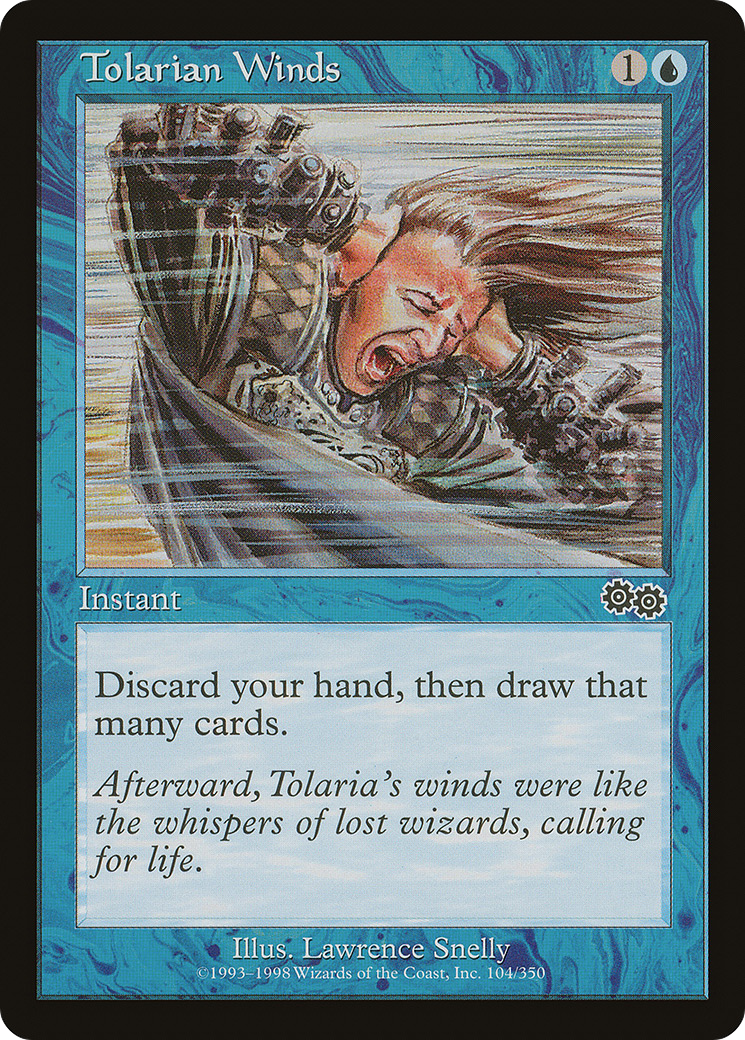 Tolarian Winds
1
Instant
Discard your hand, then draw that
many cards.
Afterward, Tolaria's winds were like
the whispers of lost wizards, calling
for life.
Illus. Lawrence Snelly
©1993–1998 Wizards of the Coast, Inc. 104/350